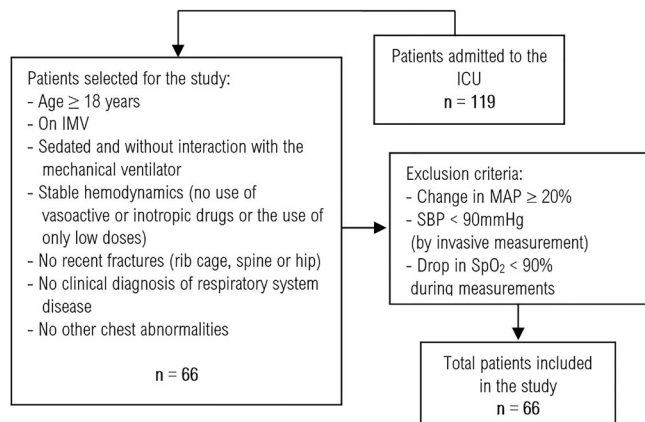 Patients admitted to the
ICU
n = 119
Patients selected for the study:
- Age ≥ 18 years
- On IMV
- Sedated and without interaction with the
mechanical ventilator
- Stable hemodynamics (no use of
vasoactive or inotropic drugs or the use of
only low doses)
- No recent fractures (rib cage, spine or hip)
- No clinical diagnosis of respiratory system
disease
- No other chest abnormalities
n = 66
Exclusion criteria:
- Change in MAP ≥ 20%
- SBP < 90mmHg
(by invasive measurement)
- Drop in SpO₂ < 90%
during measurements
Total patients included
in the study
n = 66